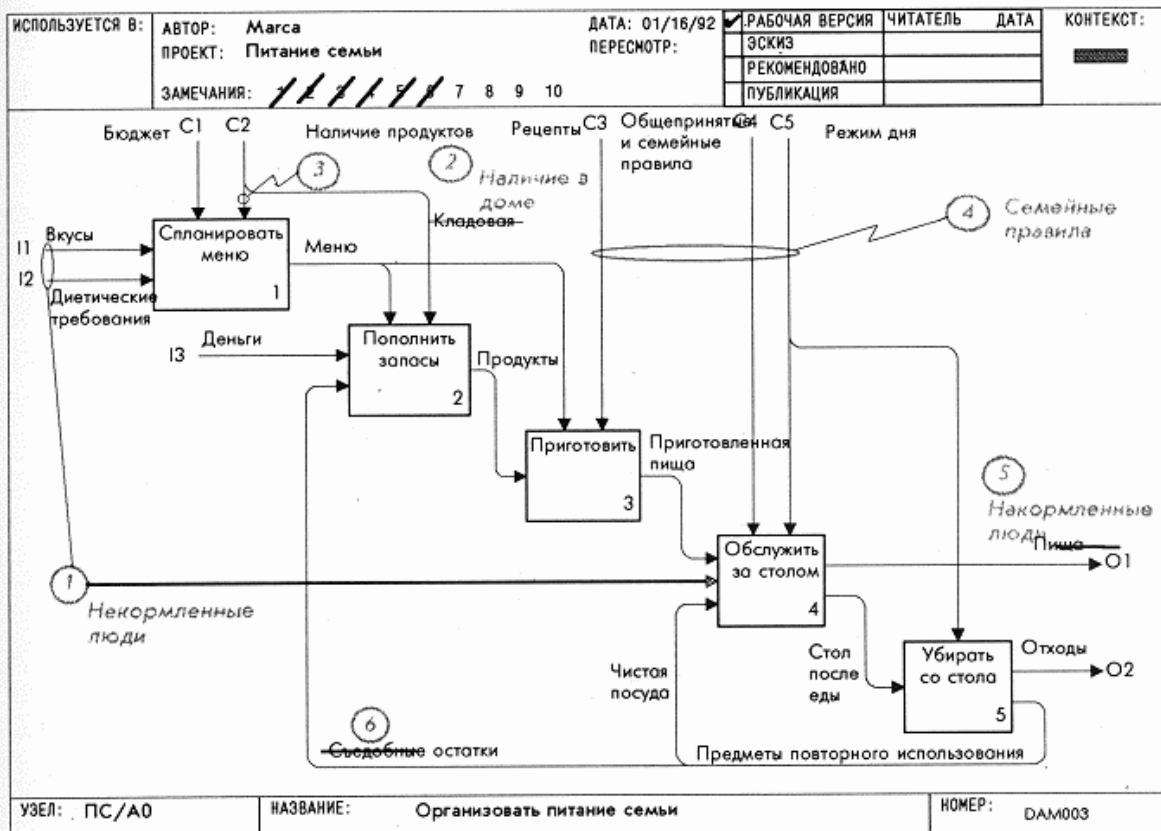 ИСПОЛЬЗУЕТСЯ В:
АВТОР: Marca
ДАТА: 01/16/92
РАБОЧАЯ ВЕРСИЯ
ЧИТАТЕЛЬ ДАТА
КОНТЕКСТ:
ПРОЕКТ: Питание семьи
ПЕРЕСМОТР:
ЭСКИЗ
РЕКОМЕНДОВАНО
ЗАМЕЧАНИЯ: 1 2 3 4 5 6 7 8 9 10
ПУБЛИКАЦИЯ
Бюджет C1
C2
Наличие продуктов
Рецепты C3
Общепринятые
и семейные
правила
C4
C5
Режим дня
3
2
Наличие в
доме
Кладовая
4
Семейные
правила
I1
Вкусы
I2
Диетические
требования
Спланировать
меню
1
Меню
I3
Деньги
Пополнить
запасы
2
Продукты
Приготовить
3
Приготовленная
пища
5
Накормленные
люди
Пища
O1
Обслужить
за столом
4
1
Некормленные
люди
Чистая
посуда
Стол
после
еды
Убирать
со стола
5
Отходы
O2
6
Съедобные остатки
Предметы повторного использования
УЗЕЛ: ПС/A0
НАЗВАНИЕ: Организовать питание семьи
НОМЕР: DAM003